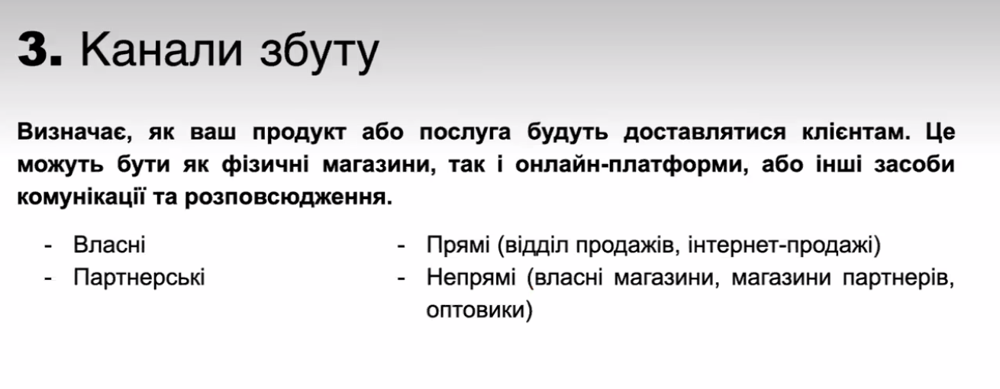 3. Канали збуту
Визначає, як ваш продукт або послуга будуть доставлятися клієнтам. Це
можуть бути як фізичні магазини, так і онлайн-платформи, або інші засоби
комунікації та розповсюдження.
- Власні
- Партнерські
- Прямі (відділ продажів, інтернет-продажі)
- Непрямі (власні магазини, магазини партнерів,
оптовики)